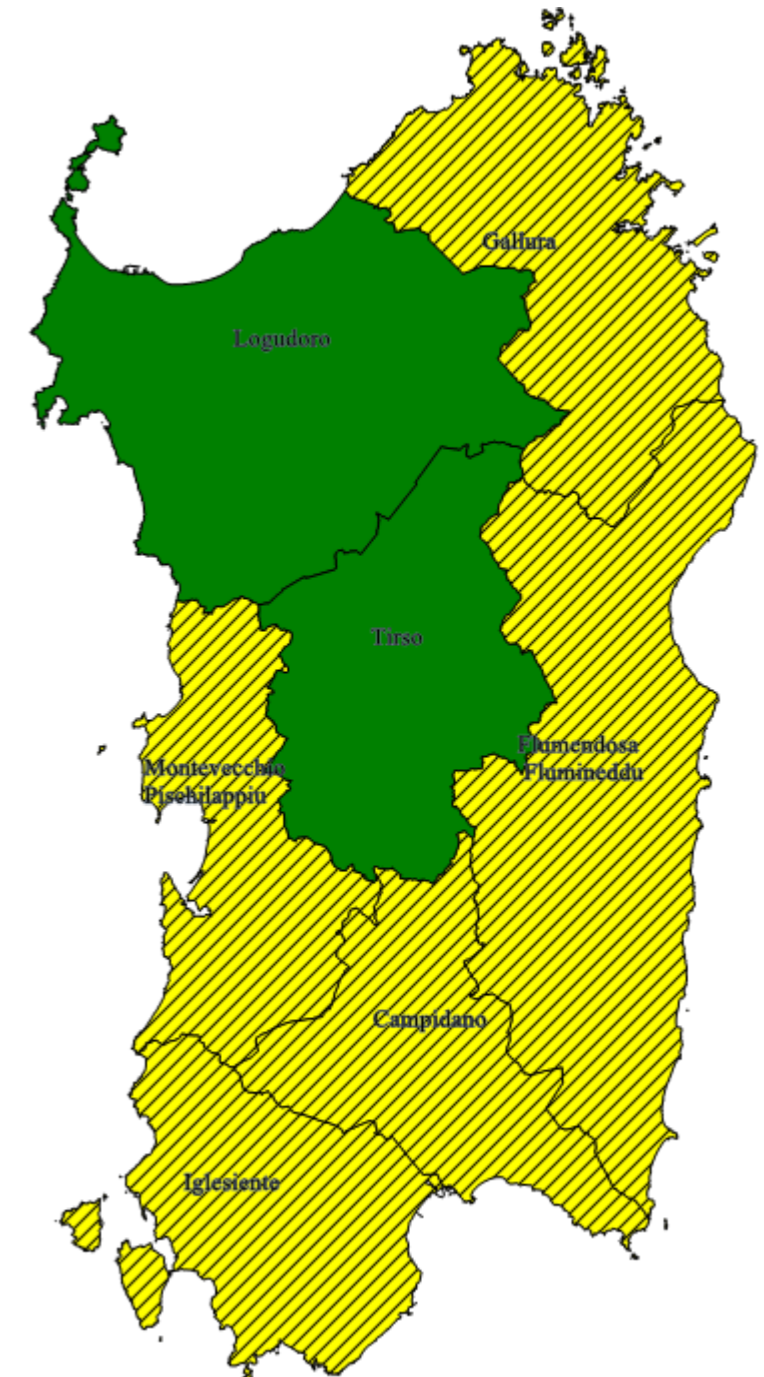 Gallura
Logudoro
Tirso
Flumendosa
Flumineddu
Montevecchio
Pischilappiu
Campidano
Iglesiente